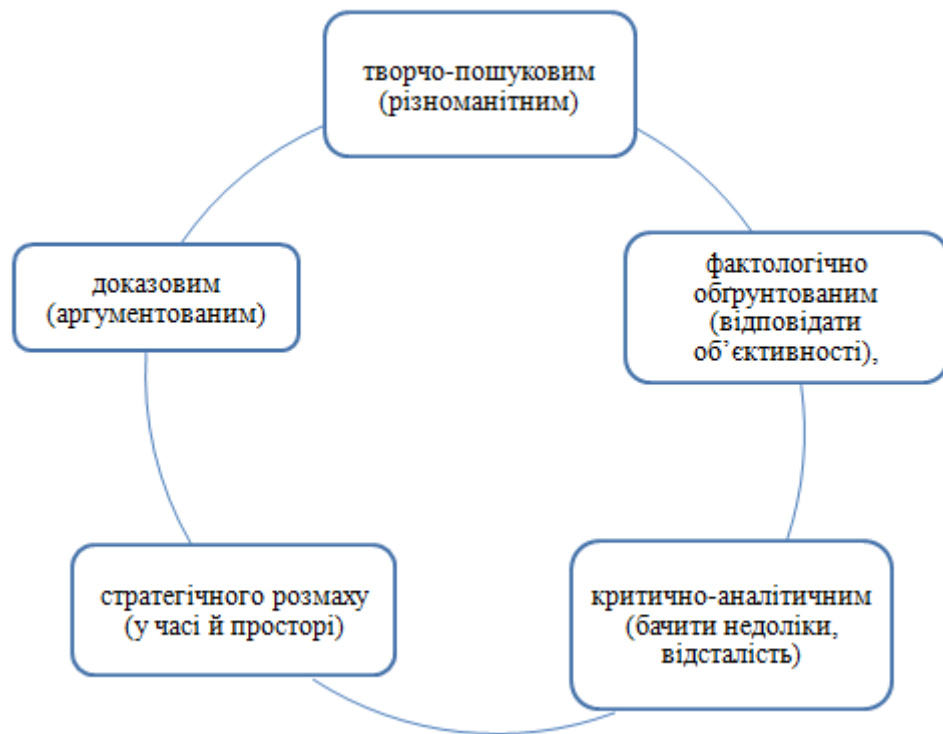 творчо-пошуковим
(різноманітним)
фактологічно
обґрунтованим
(відповідати
об’єктивності),
критично-аналітичним
(бачити недоліки,
відсталість)
стратегічного розмаху
(у часі й просторі)
доказовим
(аргументованим)